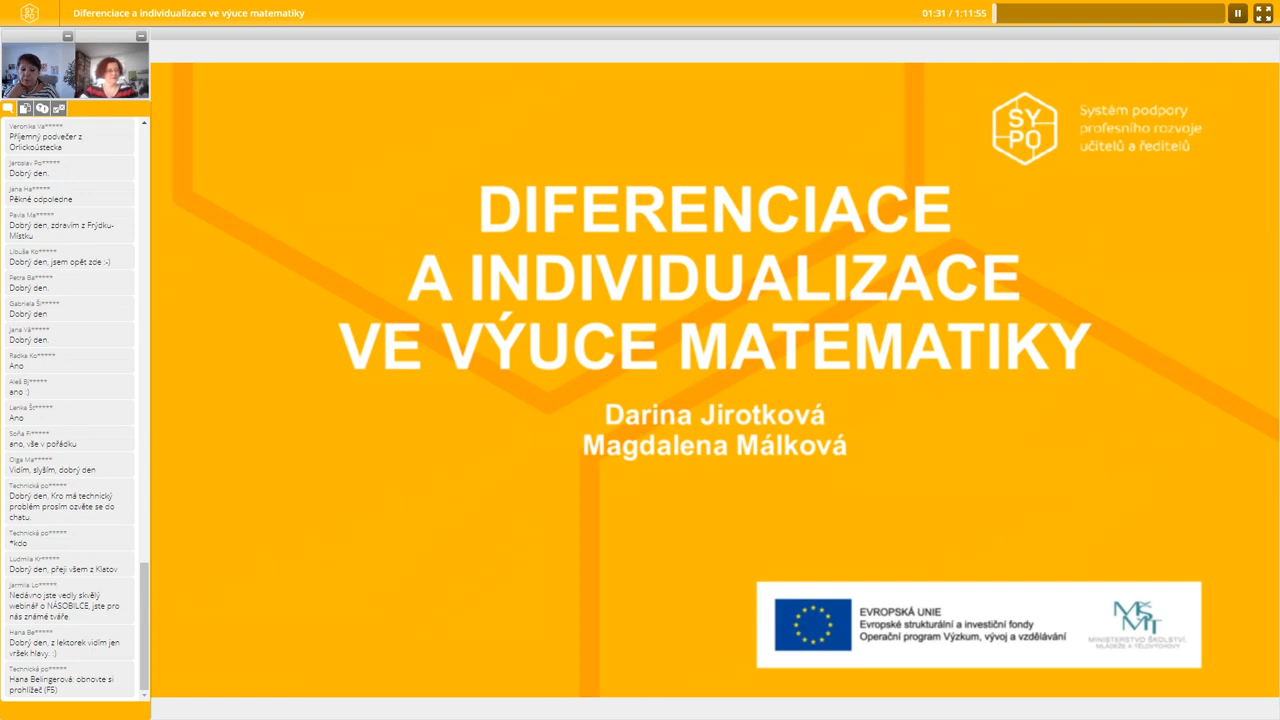 SY
PO
Diferenciace a individualizace ve výuce matematiky
01:31 / 1:11:55
Veronika Va*****
Příjemný podvečer z
Orlickoústecka
Jaroslav Po*****
Dobrý den.
Jana Ha*****
Pěkné odpoledne
Pavla Ma*****
Dobrý den, zdravím z Frýdku-
Místku
Libuše Ko*****
Dobrý den, jsem opět zde :-)
Petra Ba*****
Dobrý den.
Gabriela Ši*****
Dobrý den
Jana Vá*****
Dobrý den.
Radka Ko*****
Ano
Aleš Bj*****
ano :)
Lenka Št*****
Ano
Soňa Fi*****
ano, vše v pořádku
Olga Ma*****
Vidím, slyším, dobrý den
Technická po*****
Dobrý den, Kro má technický
problém prosím ozvěte se do
chatu.
Technická po*****
*kdo
Ludmila Kr*****
Dobrý den, přeji všem z Klatov
Jarmila Lo*****
Nedávno jste vedly skvělý
webinář o NÁSOBILCE, jste pro
nás známé tváře.
Hana Be*****
Dobrý den, z lektorek vidím jen
vršek hlavy. :)
Technická po*****
Hana Belingerová: obnovte si
prohlížeč (F5)
SY
PO
Systém podpory
profesního rozvoje
učitelů a ředitelů
DIFERENCIACE
A INDIVIDUALIZACE
VE VÝUCE MATEMATIKY
Darina Jirotková
Magdalena Málková
EVROPSKÁ UNIE
Evropské strukturální a investiční fondy
Operační program Výzkum, vývoj a vzdělávání
MŠMT
MINISTERSTVO ŠKOLSTVÍ,
MLÁDEŽE A TĚLOVÝCHOVY